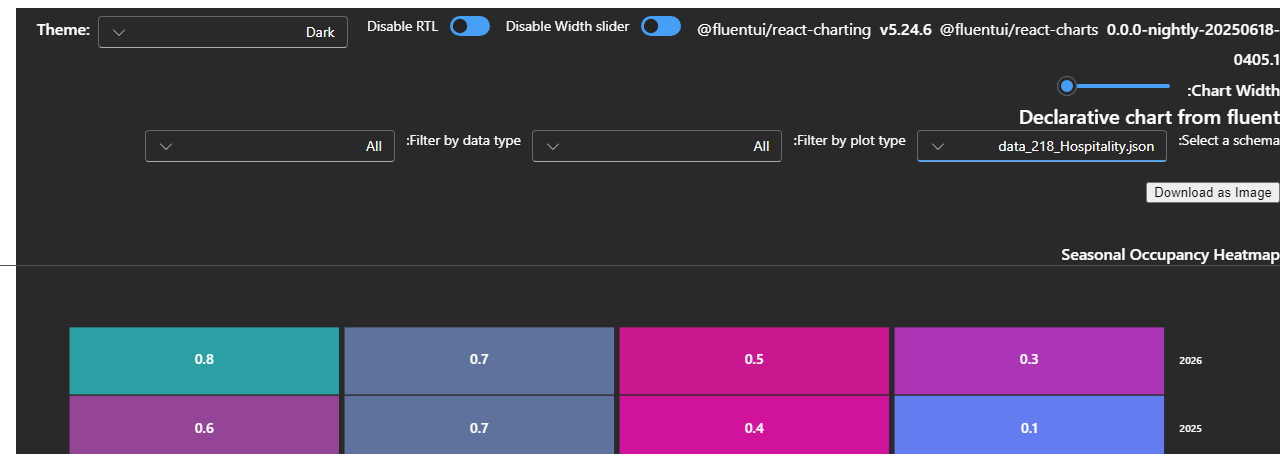 Theme: Dark Disable RTL Disable Width slider @fluentui/react-charting v5.24.6 @fluentui/react-charts 0.0.0-nightly-20250618-
0405.1
:Chart Width
Declarative chart from fluent
All :Filter by data type All :Filter by plot type data_218_Hospitality.json :Select a schema
Download as Image
Seasonal Occupancy Heatmap
0.8 0.7 0.5 0.3 2026
0.6 0.7 0.4 0.1 2025